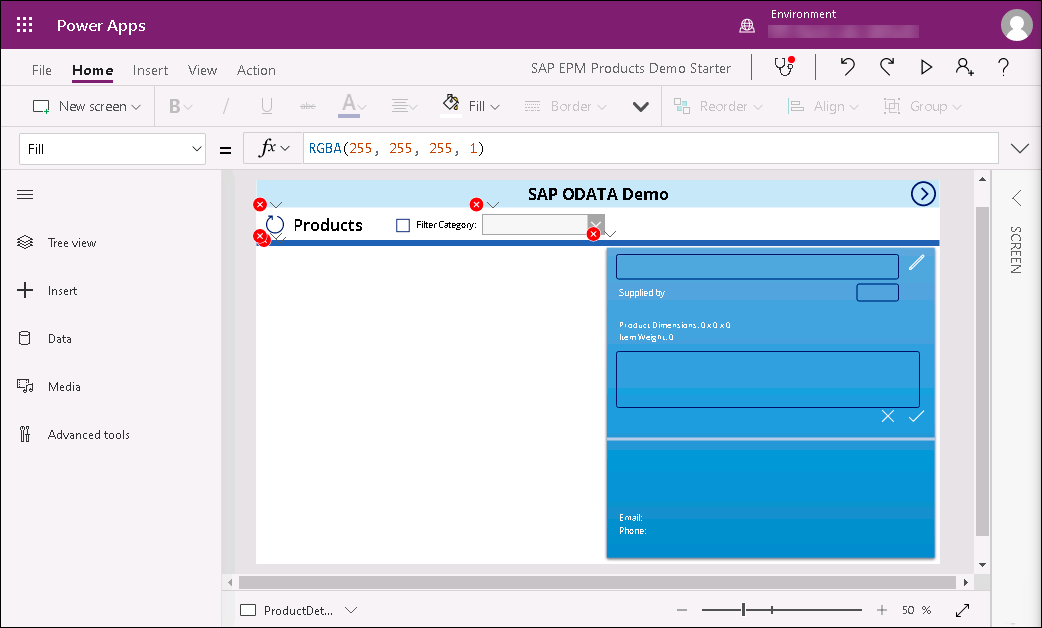 Power Apps
Environment
File Home Insert View Action
SAP EPM Products Demo Starter
?
New screen B / U abc A Fill Border Reorder Align Group
Fill = fx RGBA(255, 255, 255, 1)
Tree view
Insert
Data
Media
Advanced tools
SAP ODATA Demo
Products Filter Category:
Supplied by
Product Dimensions: 0 x 0 x 0
Item Weight: 0
Email:
Phone:
SCREEN
ProductDet... 50 %